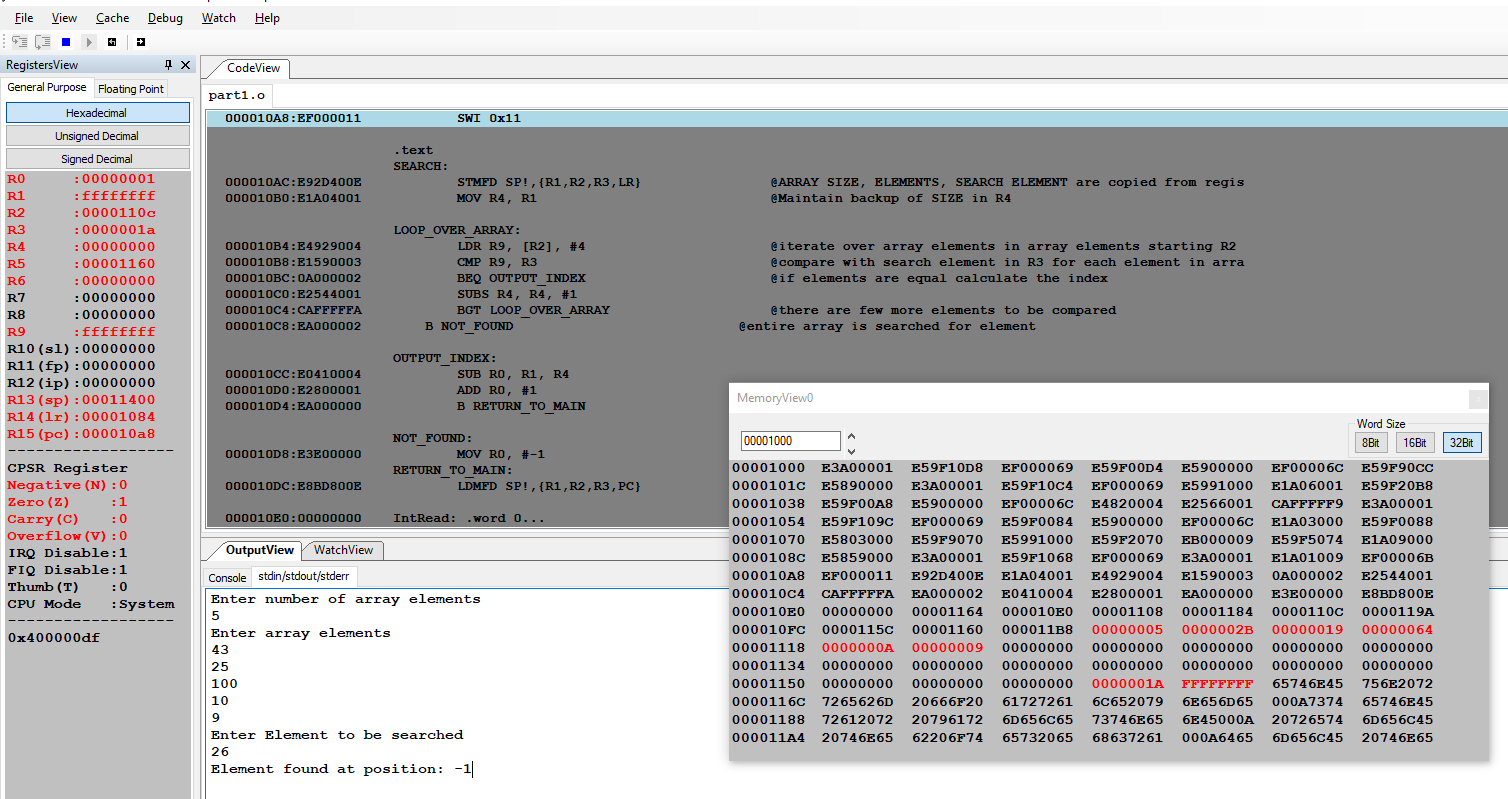 File View Cache Debug Watch Help
RegistersView
General Purpose Floating Point
Hexadecimal
Unsigned Decimal
Signed Decimal
R0 :00000001
R1 :ffffffff
R2 :0000110c
R3 :0000001a
R4 :00000000
R5 :00001160
R6 :00000000
R7 :00000000
R8 :00000000
R9 :ffffffff
R10(sl):00000000
R11(fp):00000000
R12(ip):00000000
R13(sp):00011400
R14(lr):00001084
R15(pc):000010a8
------------------
CPSR Register
Negative(N):0
Zero(Z) :1
Carry(C) :0
Overflow(V):0
IRQ Disable:1
FIQ Disable:1
Thumb(T) :0
CPU Mode :System
------------------
0x400000df
CodeView
part1.o
000010A8:EF000011 SWI 0x11
.text
SEARCH:
000010AC:E92D400E STMFD SP!,{R1,R2,R3,LR} @ARRAY SIZE, ELEMENTS, SEARCH ELEMENT are copied from regis
000010B0:E1A04001 MOV R4, R1 @Maintain backup of SIZE in R4
LOOP_OVER_ARRAY:
000010B4:E4929004 LDR R9, [R2], #4 @iterate over array elements in array elements starting R2
000010B8:E1590003 CMP R9, R3 @compare with search element in R3 for each element in arra
000010BC:0A000002 BEQ OUTPUT_INDEX @if elements are equal calculate the index
000010C0:E2544001 SUBS R4, R4, #1
000010C4:CAFFFFFA BGT LOOP_OVER_ARRAY @there are few more elements to be compared
000010C8:EA000002 B NOT_FOUND @entire array is searched for element
OUTPUT_INDEX:
000010CC:E0410004 SUB R0, R1, R4
000010D0:E2800001 ADD R0, #1
000010D4:EA000000 B RETURN_TO_MAIN
NOT_FOUND:
000010D8:E3E00000 MOV R0, #-1
RETURN_TO_MAIN:
000010DC:E8BD800E LDMFD SP!,{R1,R2,R3,PC}
000010E0:00000000 IntRead: .word 0...
OutputView WatchView
Console stdin/stdout/stderr
Enter number of array elements
5
Enter array elements
43
25
100
10
9
Enter Element to be searched
26
Element found at position: -1
MemoryView0
00001000
Word Size
8Bit 16Bit 32Bit
00001000 E3A00001 E59F10D8 EF000069 E59F00D4 E5900000 EF00006C E59F90CC
0000101C E5890000 E3A00001 E59F10C4 EF000069 E5991000 E1A06001 E59F20B8
00001038 E59F00A8 E5900000 EF00006C E4820004 E2566001 CAFFFFF9 E3A00001
00001054 E59F109C EF000069 E59F0084 E5900000 EF00006C E1A03000 E59F0088
00001070 E5803000 E59F9070 E5991000 E59F2070 EB000009 E59F5074 E1A09000
0000108C E5859000 E3A00001 E59F1068 EF000069 E3A00001 E1A01009 EF00006B
000010A8 EF000011 E92D400E E1A04001 E4929004 E1590003 0A000002 E2544001
000010C4 CAFFFFFA EA000002 E0410004 E2800001 EA000000 E3E00000 E8BD800E
000010E0 00000000 00001164 000010E0 00001108 00001184 0000110C 0000119A
000010FC 0000115C 00001160 000011B8 00000005 0000002B 00000019 00000064
00001118 0000000A 00000009 00000000 00000000 00000000 00000000 00000000
00001134 00000000 00000000 00000000 00000000 00000000 00000000 00000000
00001150 00000000 00000000 00000000 0000001A FFFFFFFF 65746E45 756E2072
0000116C 7265626D 20666F20 61727261 6C652079 6E656D65 000A7374 65746E45
00001188 72612072 20796172 6D656C65 73746E65 6E45000A 20726574 6D656C45
000011A4 20746E65 62206F74 65732065 68637261 000A6465 6D656C45 20746E65